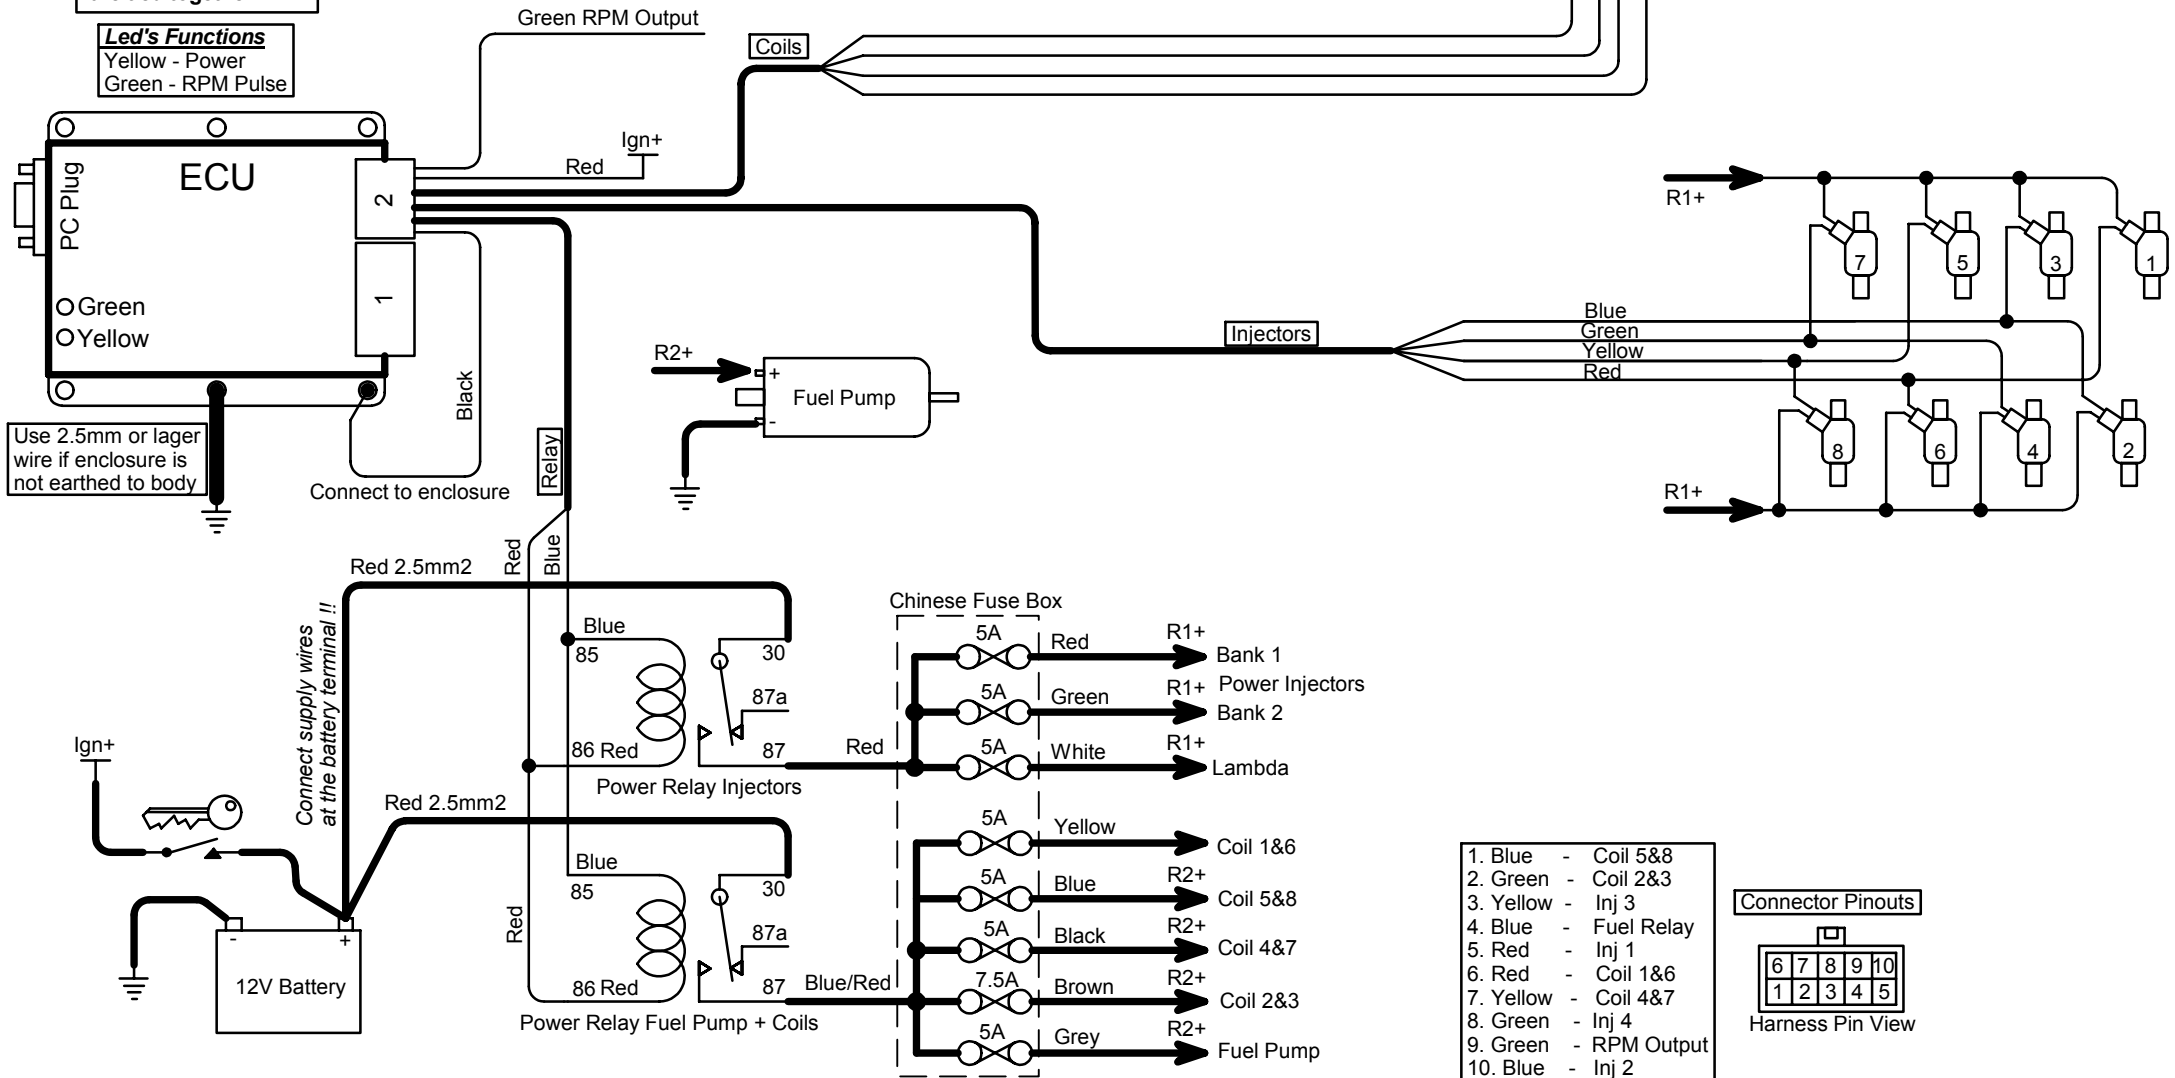 Led's Functions
Yellow - Power
Green - RPM Pulse
Green RPM Output
Coils
Ign+
Red
ECU
PC Plug
2
1
Green
Yellow
Black
Use 2.5mm or lager
wire if enclosure is
not earthed to body
Connect to enclosure
Relay
R2+
+
-
Fuel Pump
Injectors
Blue
Green
Yellow
Red
R1+
7
5
3
1
8
6
4
2
R1+
Red
Blue
Red 2.5mm2
Connect supply wires
at the battery terminal !!
Blue
85
30
87a
86 Red
87
Red
Power Relay Injectors
Ign+
Red 2.5mm2
Blue
85
30
87a
Red
86 Red
87
Blue/Red
Power Relay Fuel Pump + Coils
-
+
12V Battery
Chinese Fuse Box
5A
Red
R1+
Bank 1
Power Injectors
5A
Green
R1+
Bank 2
5A
White
R1+
Lambda
5A
Yellow
Coil 1&6
5A
Blue
R2+
Coil 5&8
5A
Black
R2+
Coil 4&7
7.5A
Brown
R2+
Coil 2&3
5A
Grey
R2+
Fuel Pump
1. Blue - Coil 5&8
2. Green - Coil 2&3
3. Yellow - Inj 3
4. Blue - Fuel Relay
5. Red - Inj 1
6. Red - Coil 1&6
7. Yellow - Coil 4&7
8. Green - Inj 4
9. Green - RPM Output
10. Blue - Inj 2
Connector Pinouts
6 7 8 9 10
1 2 3 4 5
Harness Pin View